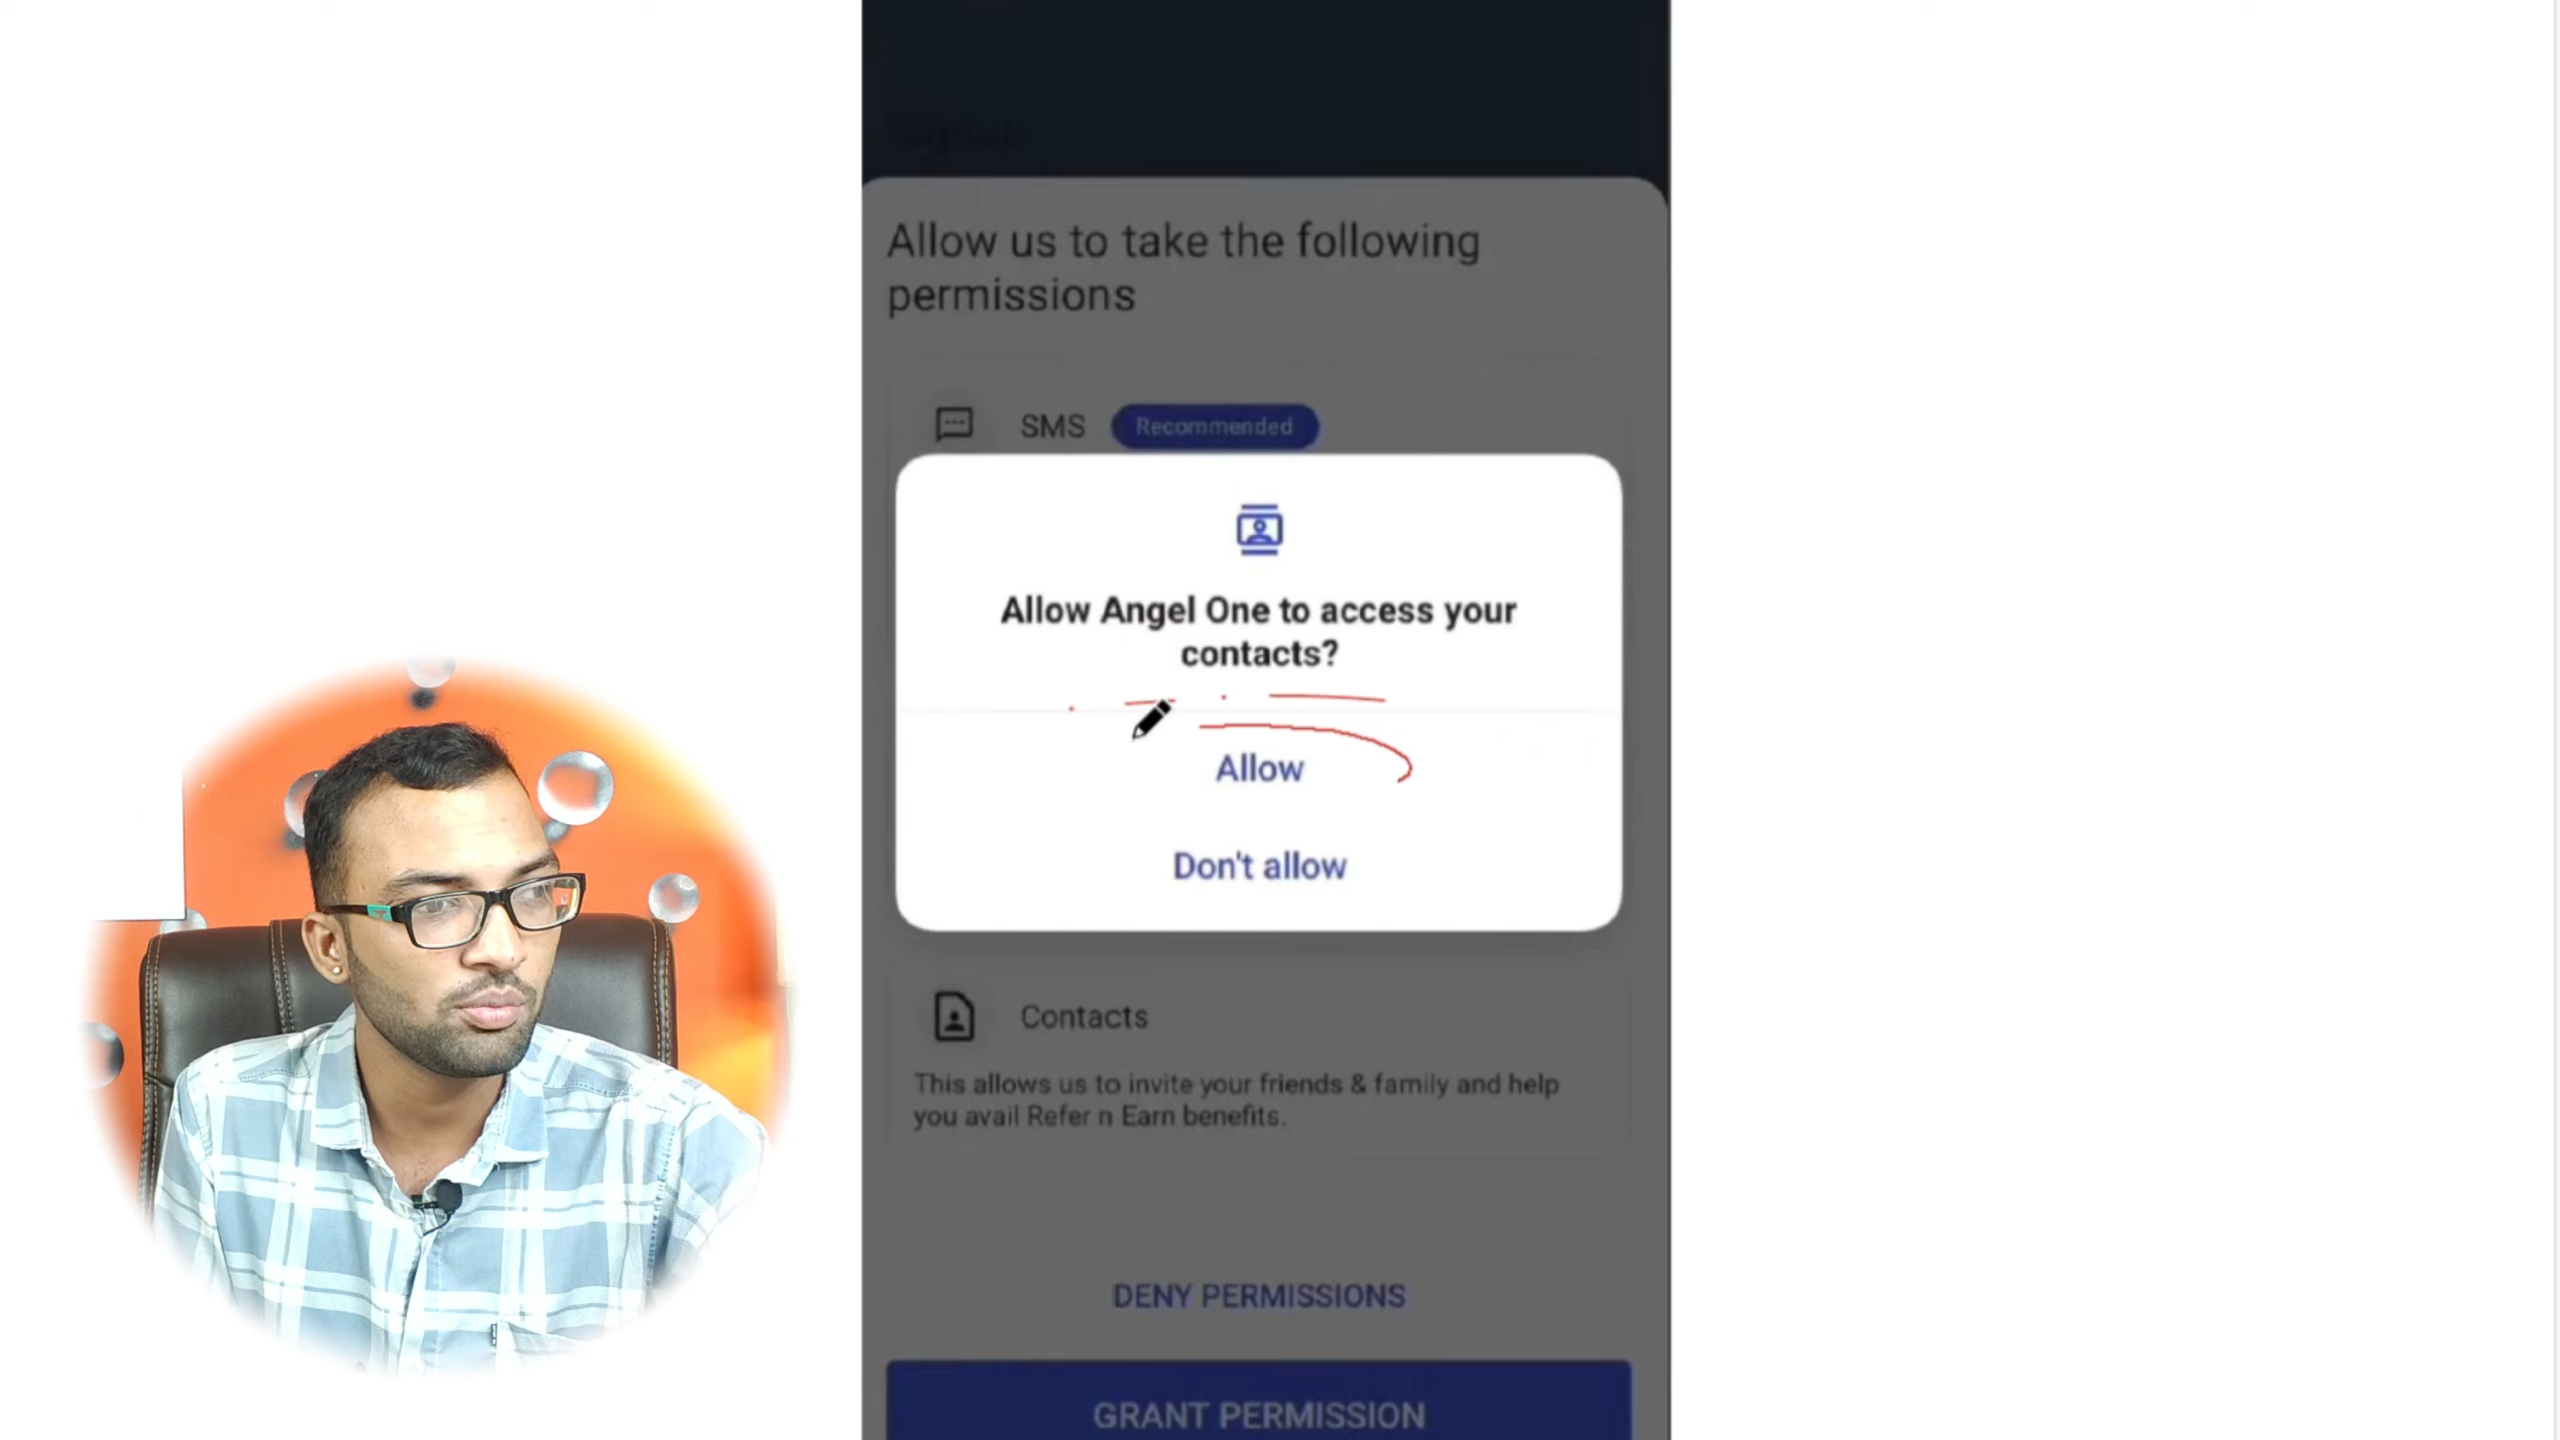 Allow us to take the following
permissions
SMS Recommended
Allow Angel One to access your
contacts?
Allow
Don't allow
Contacts
This allows us to invite your friends & family and help
you avail Refer n Earn benefits.
DENY PERMISSIONS
GRANT PERMISSION